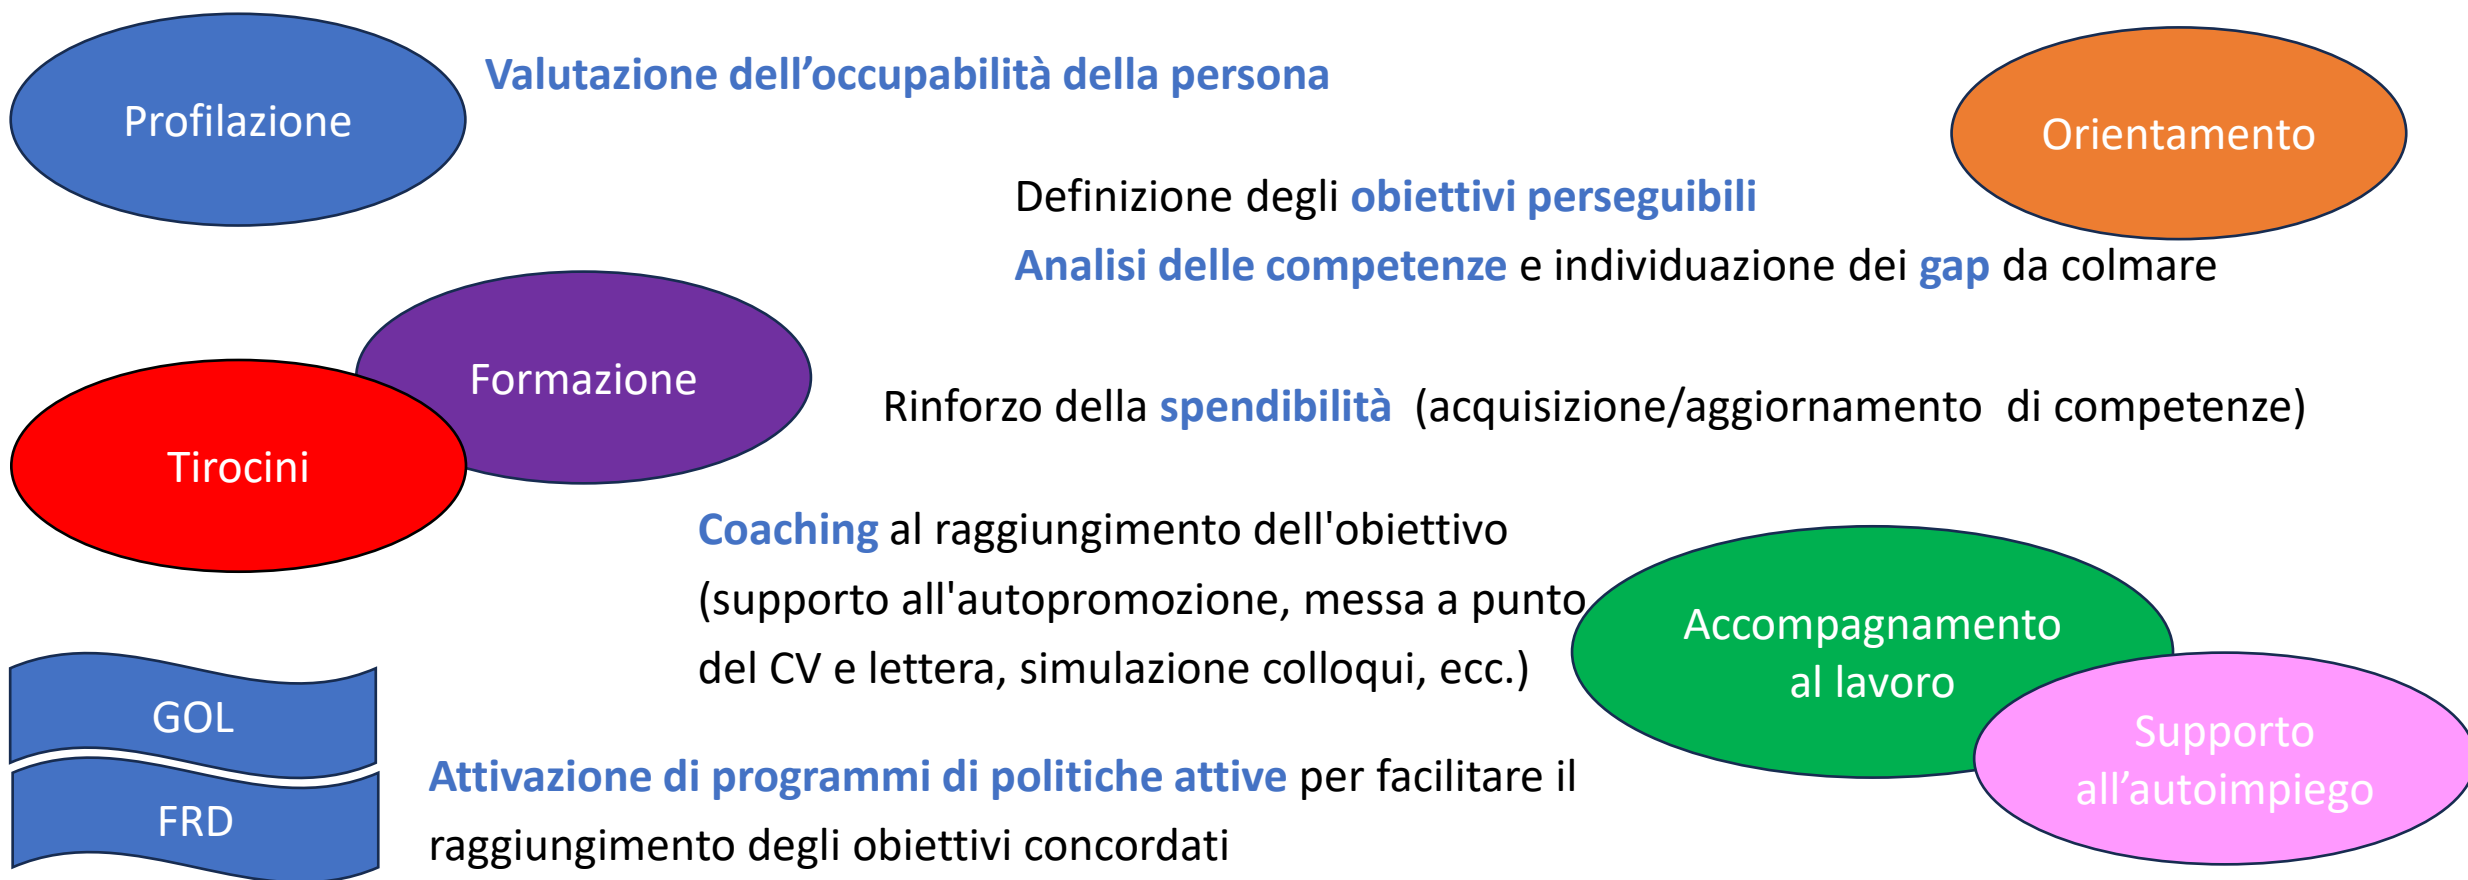 Profilazione
Valutazione dell’occupabilità della persona
Orientamento
Definizione degli obiettivi perseguibili
Analisi delle competenze e individuazione dei gap da colmare
Formazione
Tirocini
Rinforzo della spendibilità (acquisizione/aggiornamento di competenze)
Coaching al raggiungimento dell'obiettivo
(supporto all'autopromozione, messa a punto
del CV e lettera, simulazione colloqui, ecc.)
Accompagnamento
al lavoro
Supporto
all’autoimpiego
GOL
FRD
Attivazione di programmi di politiche attive per facilitare il
raggiungimento degli obiettivi concordati